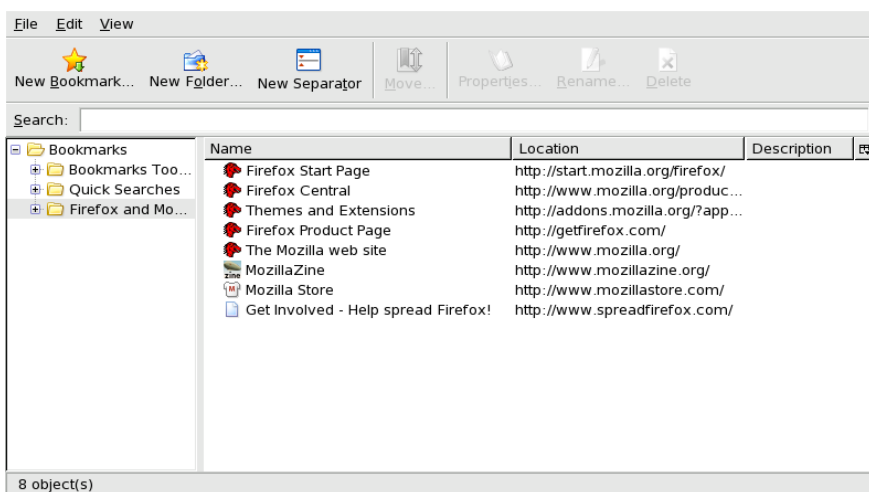 File Edit View
New Bookmark... New Folder... New Separator Move... Properties... Rename... Delete
Search:
Bookmarks
Bookmarks Too...
Quick Searches
Firefox and Mo...
Name Location Description
Firefox Start Page http://start.mozilla.org/firefox/
Firefox Central http://www.mozilla.org/produc...
Themes and Extensions http://addons.mozilla.org/?app...
Firefox Product Page http://getfirefox.com/
The Mozilla web site http://www.mozilla.org/
zine MozillaZine http://www.mozillazine.org/
M Mozilla Store http://www.mozillastore.com/
Get Involved - Help spread Firefox! http://www.spreadfirefox.com/
8 object(s)